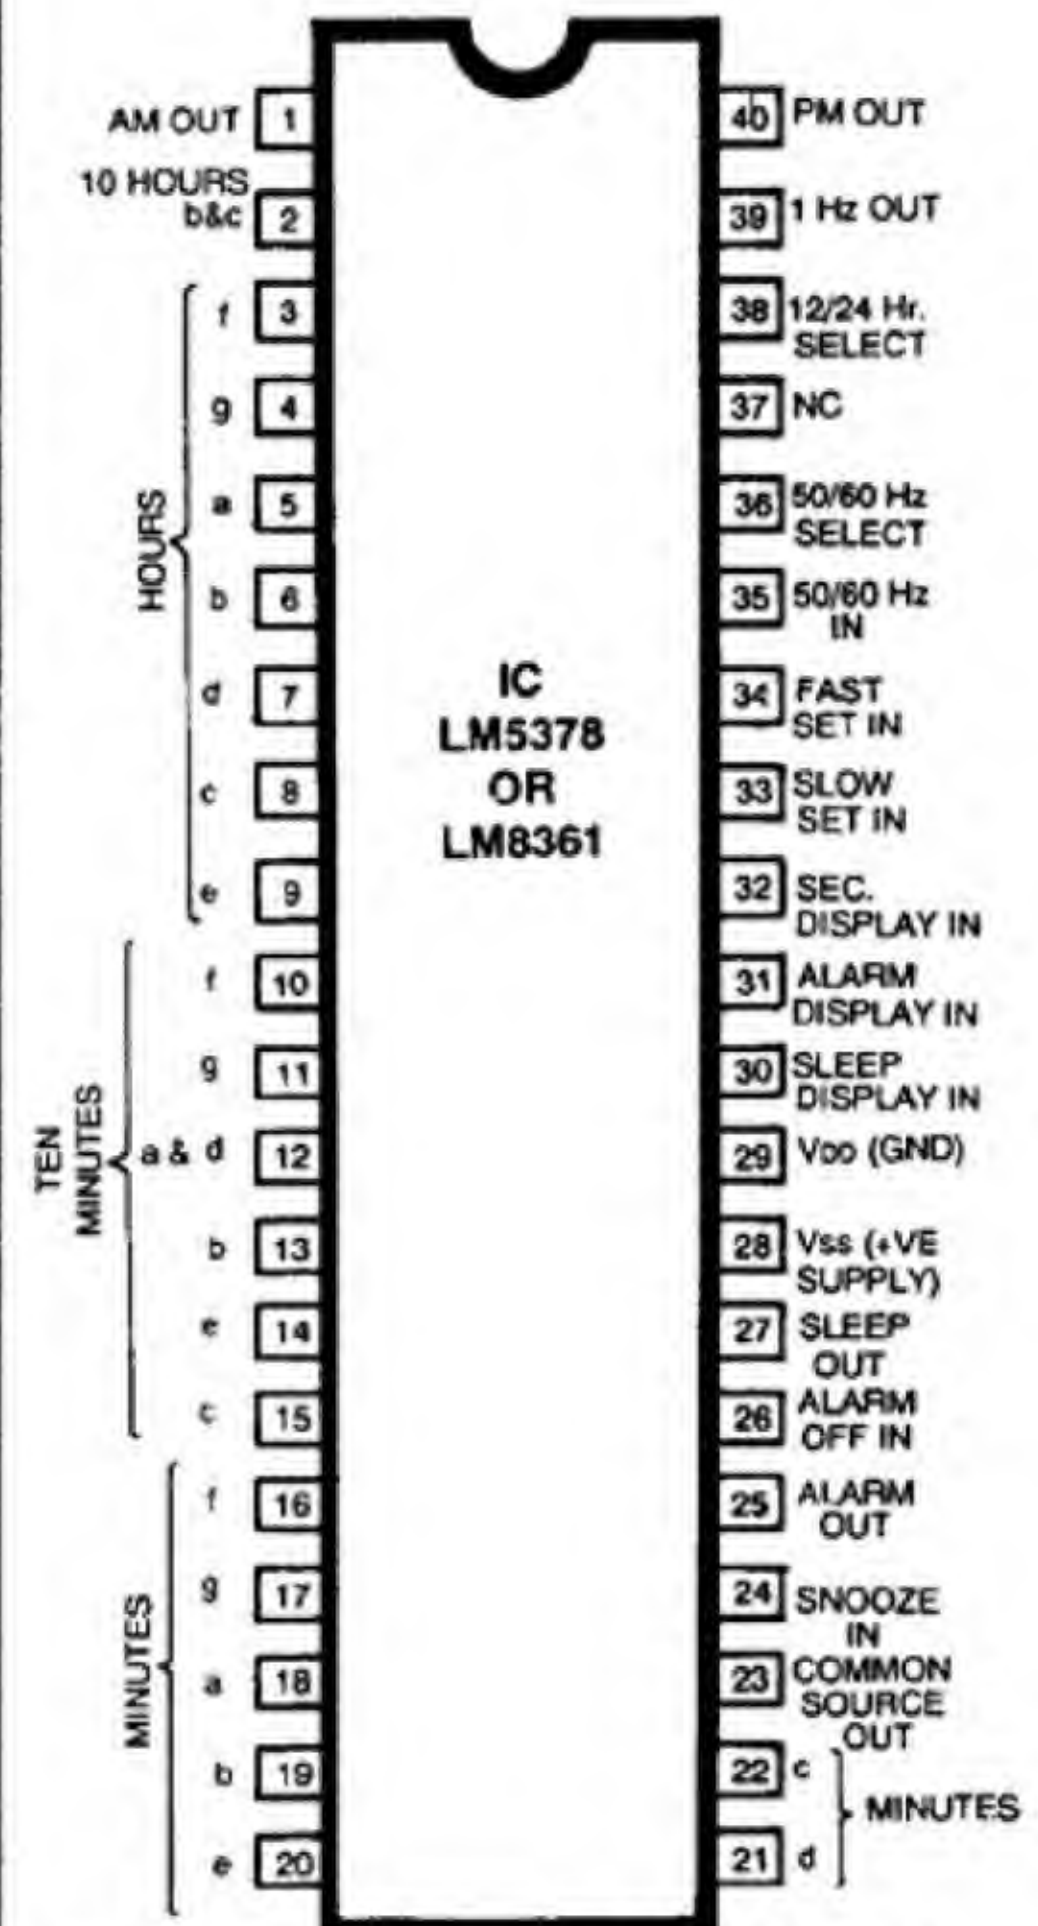 AM OUT 1
10 HOURS
b&c 2
HOURS
f 3
g 4
a 5
b 6
d 7
c 8
e 9
TEN
MINUTES
f 10
g 11
a & d 12
b 13
e 14
c 15
MINUTES
f 16
g 17
a 18
b 19
e 20
IC
LM5378
OR
LM8361
40 PM OUT
39 1 Hz OUT
38 12/24 Hr.
SELECT
37 NC
36 50/60 Hz
SELECT
35 50/60 Hz
IN
34 FAST
SET IN
33 SLOW
SET IN
32 SEC.
DISPLAY IN
31 ALARM
DISPLAY IN
30 SLEEP
DISPLAY IN
29 VDD (GND)
28 Vss (+VE
SUPPLY)
27 SLEEP
OUT
26 ALARM
OFF IN
25 ALARM
OUT
24 SNOOZE
IN
23 COMMON
SOURCE
OUT
22 c
21 d
MINUTES